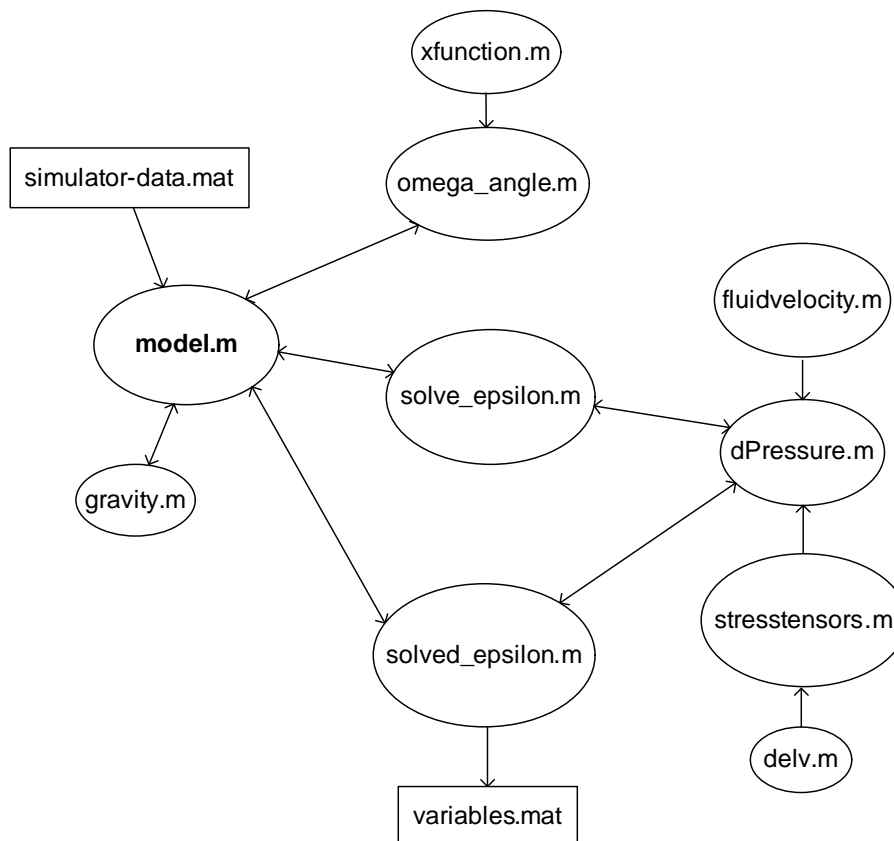 xfunction.m
simulator-data.mat
omega_angle.m
fluidvelocity.m
model.m
solve_epsilon.m
dPressure.m
gravity.m
stresstensors.m
solved_epsilon.m
delv.m
variables.mat